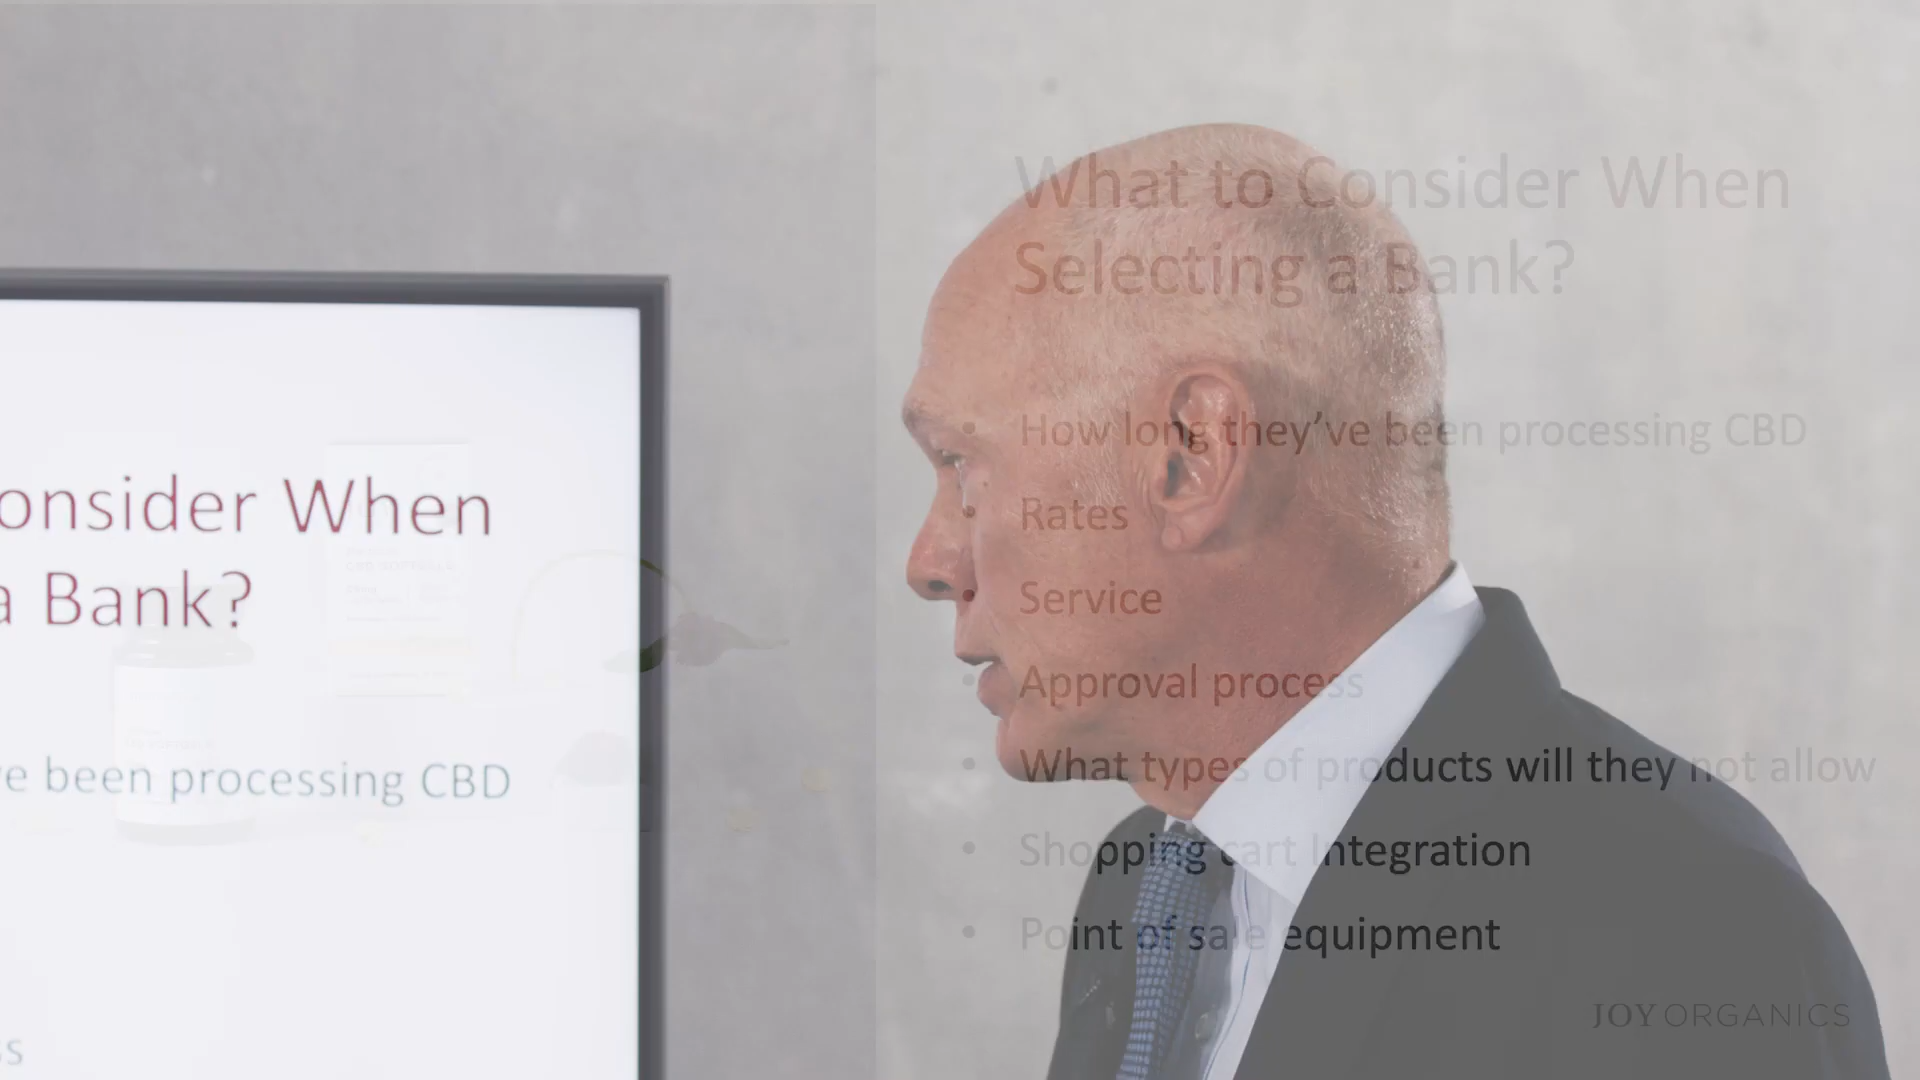 What to Consider When
Selecting a Bank?
• How long they've been processing CBD
• Rates
• Service
• Approval process
• What types of products will they not allow
• Shopping cart Integration
• Point of sale equipment
JOY ORGANICS
onsider When
a Bank?
e been processing CBD
ss